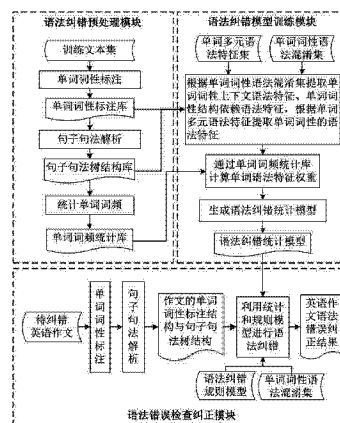 语法纠错预处理模块
训练文本集
单词词性标注
单词词性标注库
句子句法解析
句子句法树结构库
统计单词词频
单词词频统计库
语法纠错模型训练模块
单词多元语
法特征集
单词词性语
法混淆集
根据单词词性语法混淆集提取单词
词性上下文语法特征、单词词
性结构依赖语法特征，根据单词
多元语法特征提取单词词性的语
法特征
通过单词词频统计库
计算单词语法特征权重
生成语法纠错统计模型
语法纠错统计模型
待纠错
英语作文
单词词性标注
句子句法解析
作文的单词
词性标注结
构与句子句
法树结构
利用统计
和规则模
型进行语
法纠错
英语作
文语法
错误纠
正结果
语法纠错
规则模型
单词词性语
法混淆集
语法错误检查纠正模块